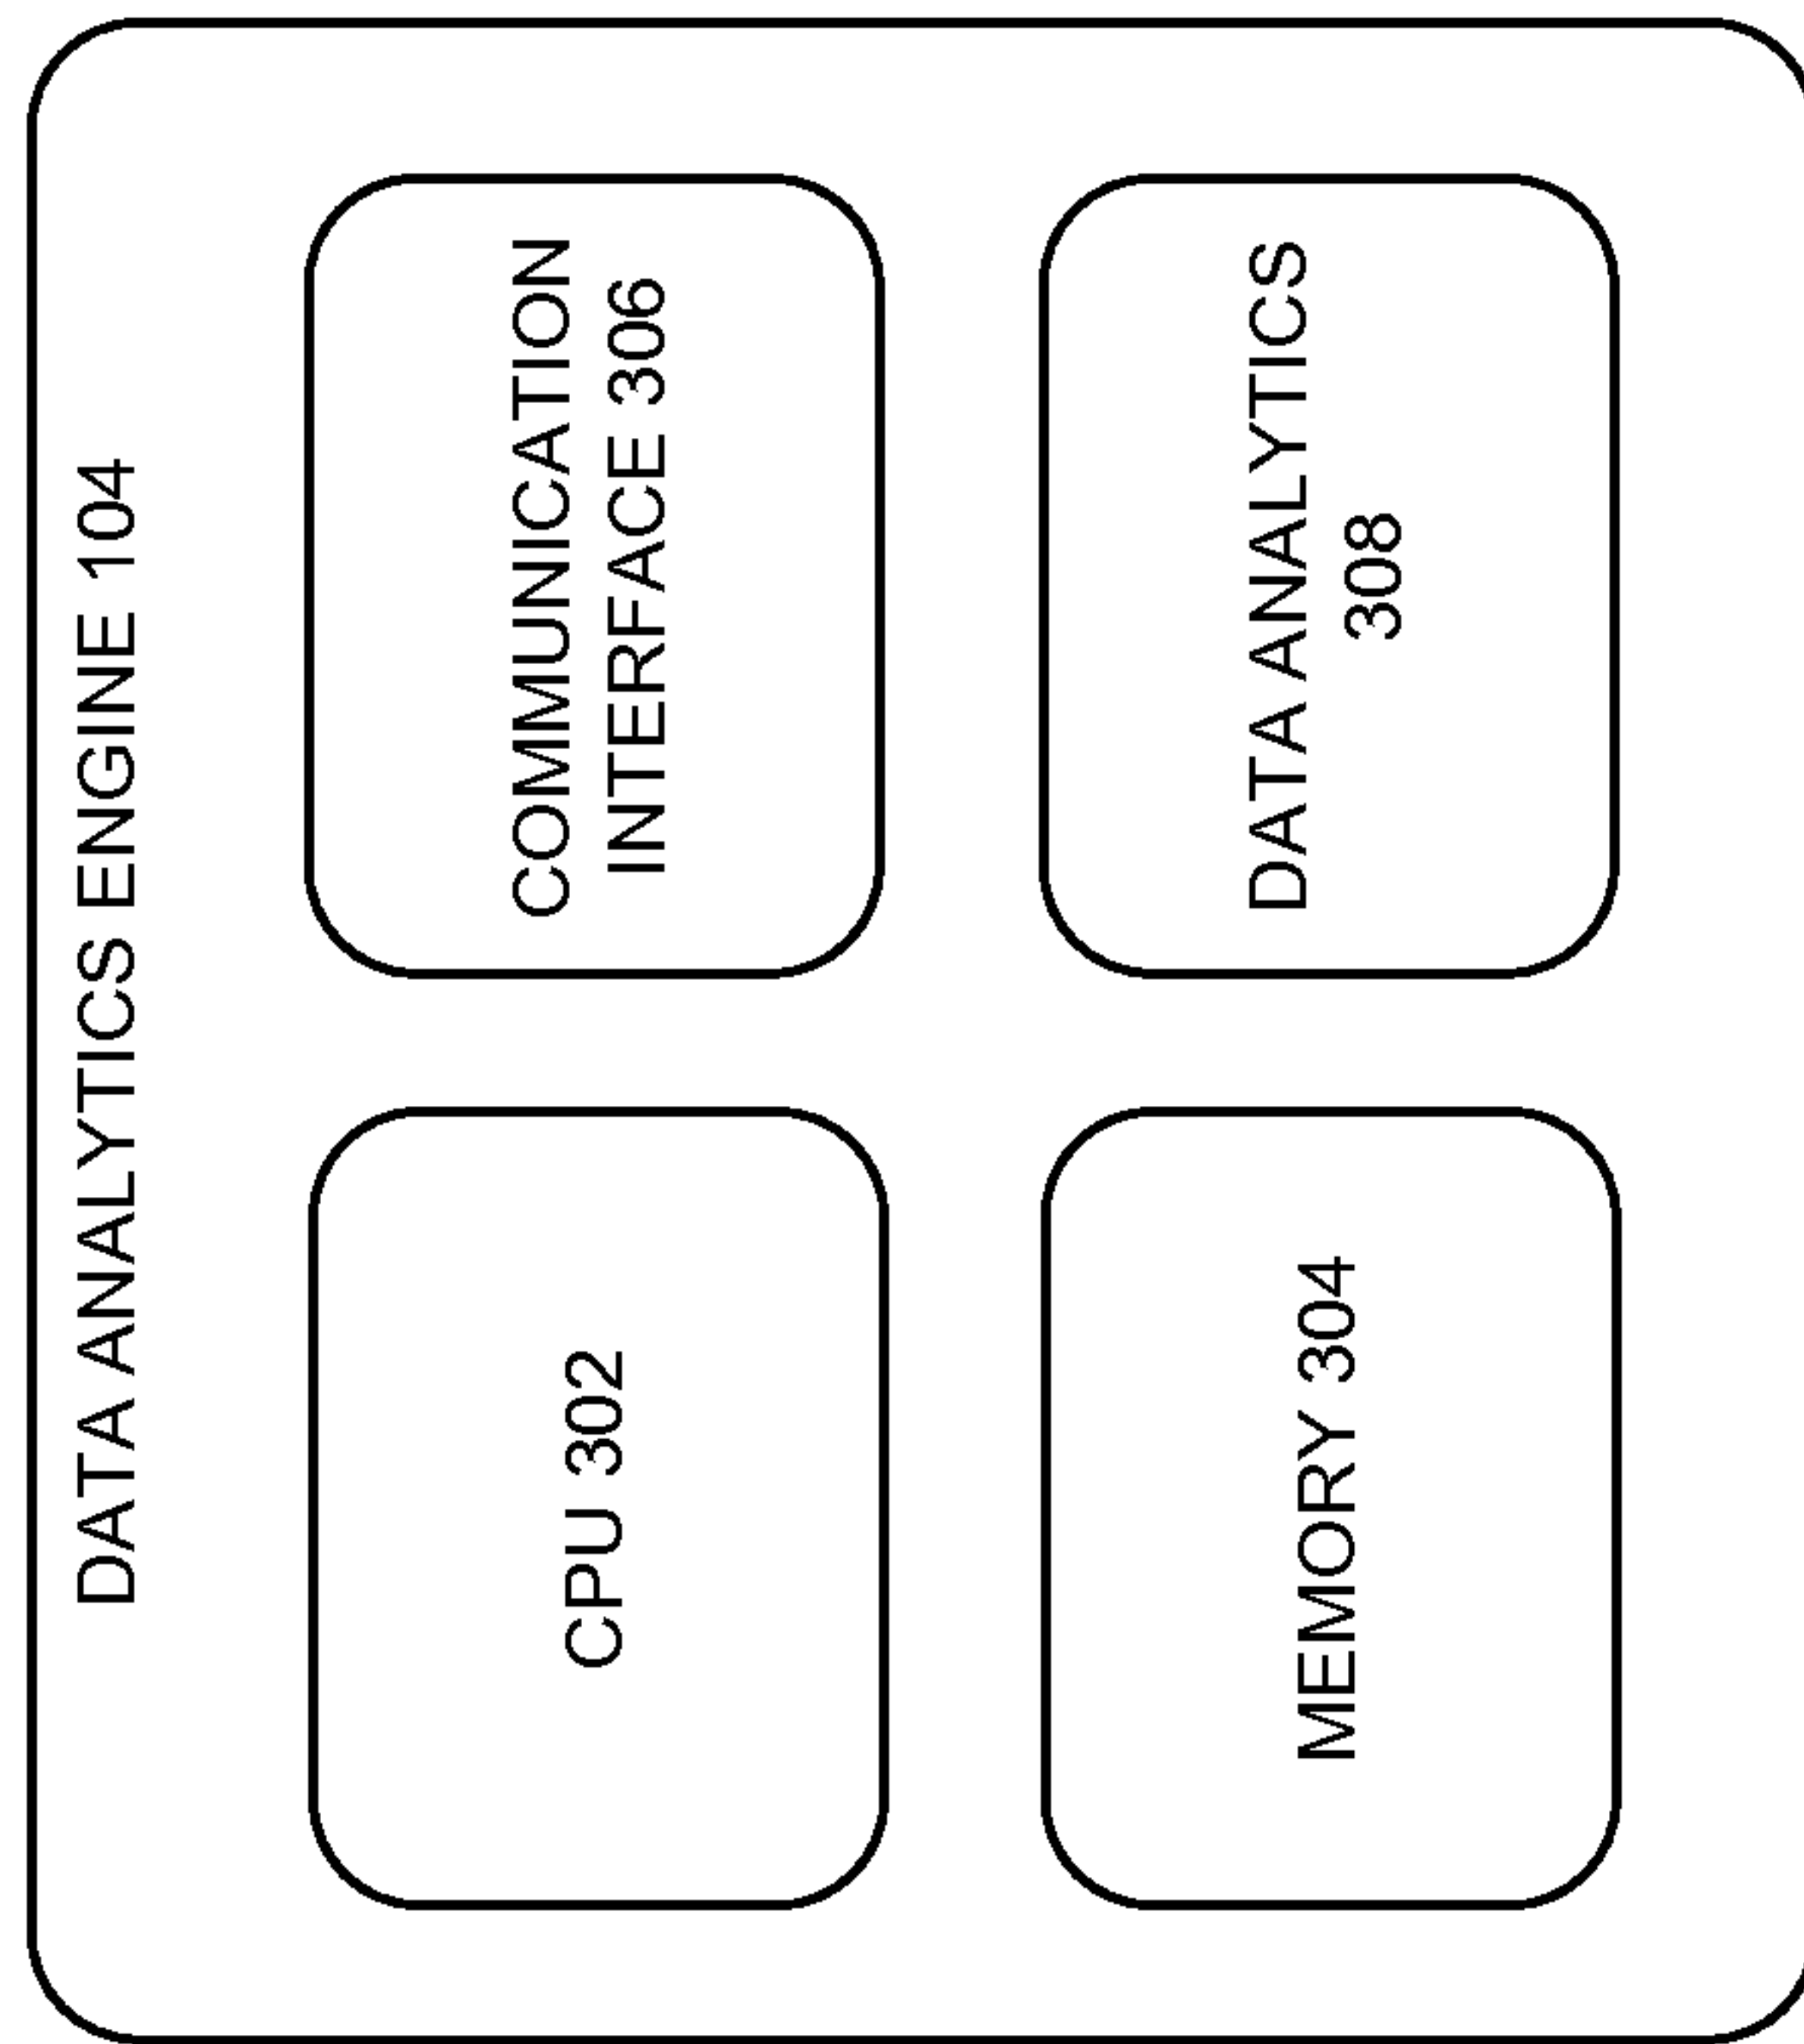 DATA ANALYTICS ENGINE 104
CPU 302
COMMUNICATION
INTERFACE 306
MEMORY 304
DATA ANALYTICS
308